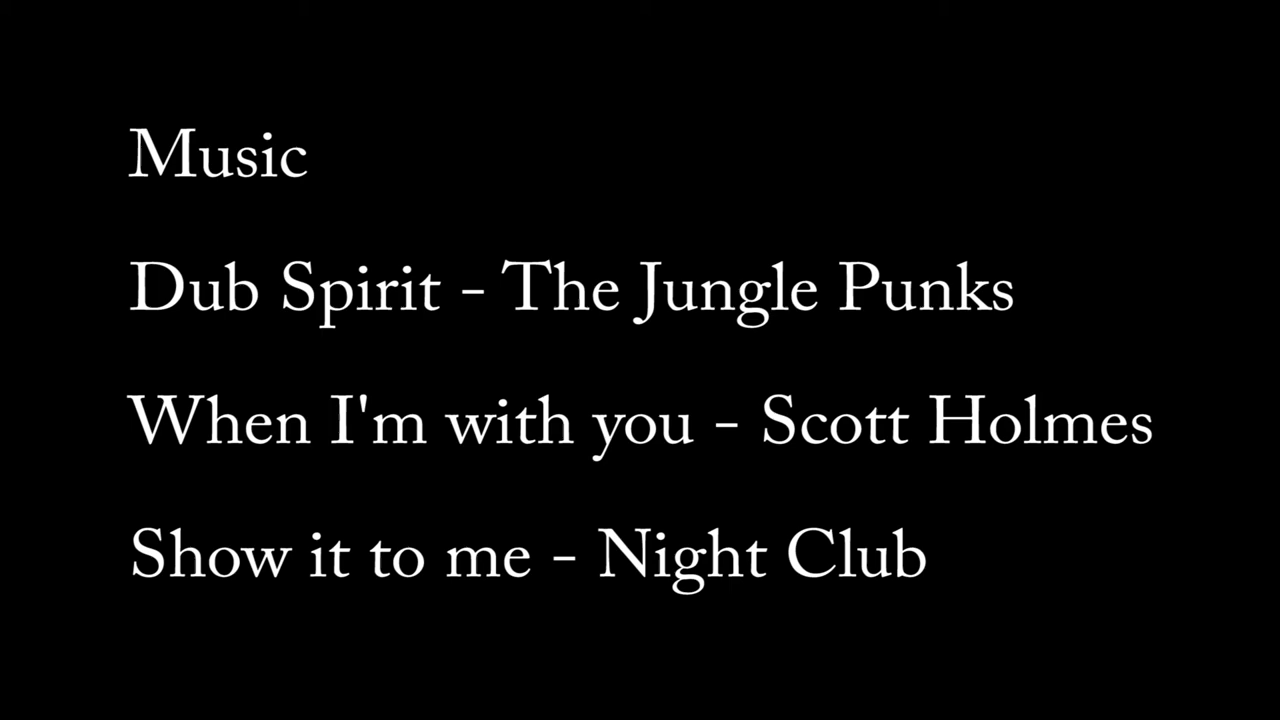 Music
Dub Spirit - The Jungle Punks
When I'm with you - Scott Holmes
Show it to me - Night Club